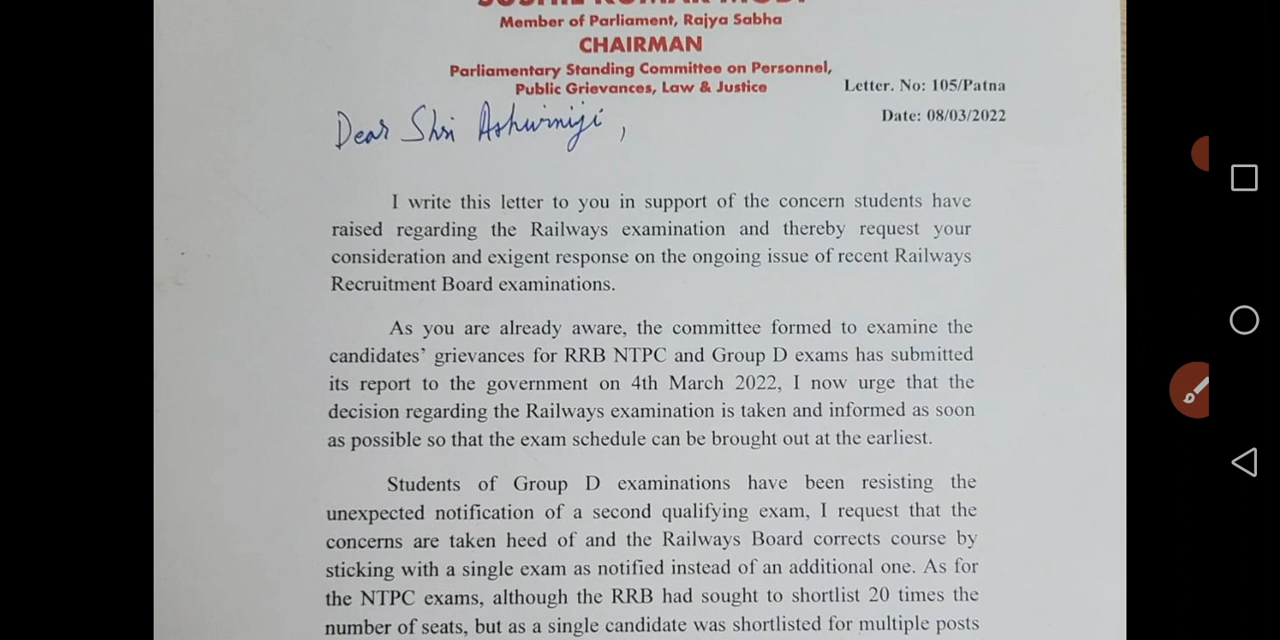 SUSHIL KUMAR MODI
Member of Parliament, Rajya Sabha
CHAIRMAN
Parliamentary Standing Committee on Personnel,
Public Grievances, Law & Justice
Letter. No: 105/Patna
Date: 08/03/2022
Dear Shri Ashwiniji,
I write this letter to you in support of the concern students have
raised regarding the Railways examination and thereby request your
consideration and exigent response on the ongoing issue of recent Railways
Recruitment Board examinations.
As you are already aware, the committee formed to examine the
candidates' grievances for RRB NTPC and Group D exams has submitted
its report to the government on 4th March 2022, I now urge that the
decision regarding the Railways examination is taken and informed as soon
as possible so that the exam schedule can be brought out at the earliest.
Students of Group D examinations have been resisting the
unexpected notification of a second qualifying exam, I request that the
concerns are taken heed of and the Railways Board corrects course by
sticking with a single exam as notified instead of an additional one. As for
the NTPC exams, although the RRB had sought to shortlist 20 times the
number of seats, but as a single candidate was shortlisted for multiple posts